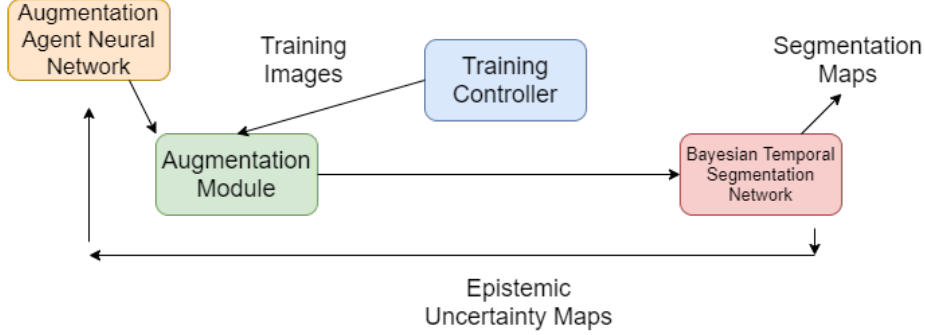 Augmentation
Agent Neural
Network
Training
Images
Training
Controller
Segmentation
Maps
Augmentation
Module
Bayesian Temporal
Segmentation
Network
Epistemic
Uncertainty Maps